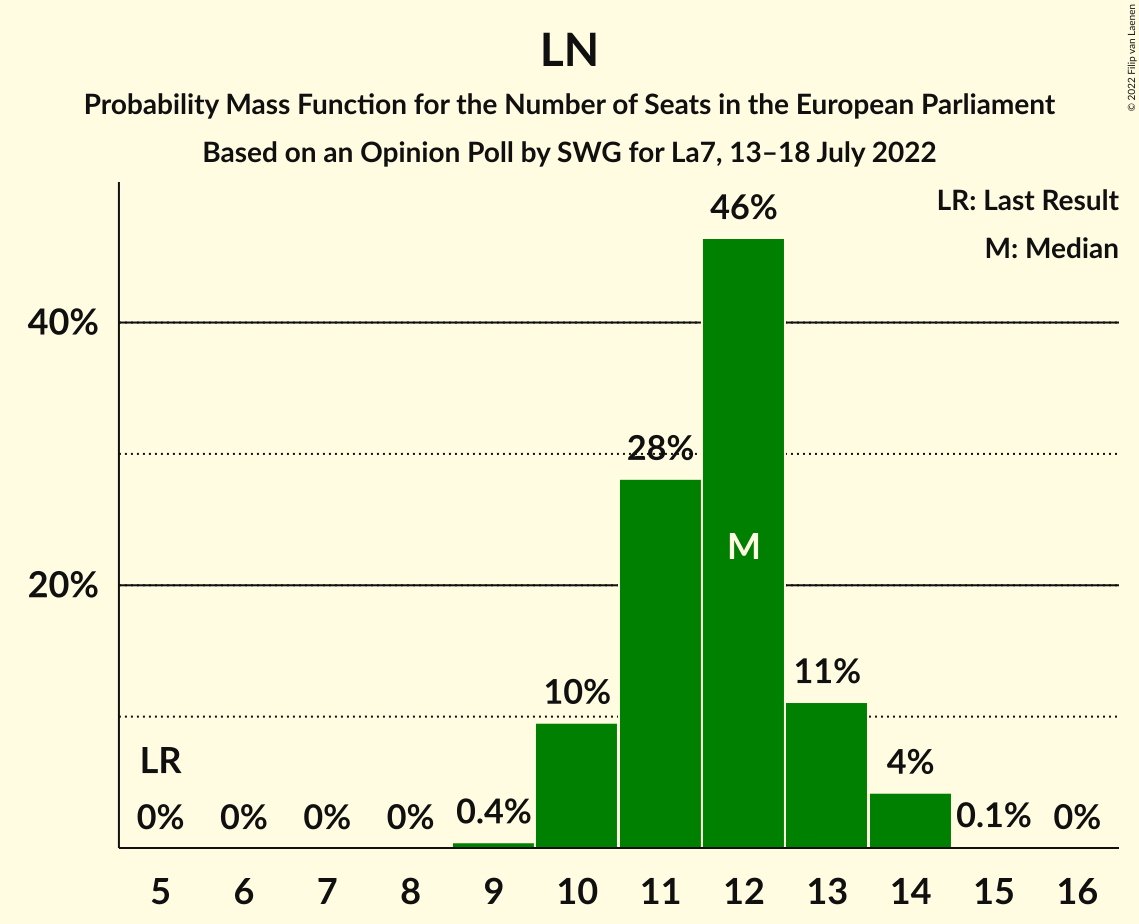 LN
Probability Mass Function for the Number of Seats in the European Parliament
Based on an Opinion Poll by SWG for La7, 13–18 July 2022
© 2022 Filip van Laenen
LR: Last Result
M: Median
40%
20%
LR
0%
0%
0%
0%
0.4%
10%
28%
46%
M
11%
4%
0.1%
0%
5 6 7 8 9 10 11 12 13 14 15 16